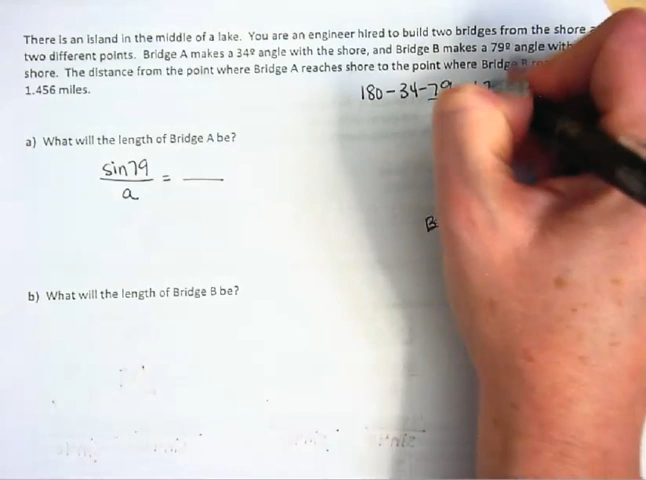 There is an island in the middle of a lake. You are an engineer hired to build two bridges from the shore
two different points. Bridge A makes a 34º angle with the shore, and Bridge B makes a 79º angle with
shore. The distance from the point where Bridge A reaches shore to the point where Bridge B
1.456 miles.
180-34-79
a) What will the length of Bridge A be?
sin79
a
=
B
b) What will the length of Bridge B be?